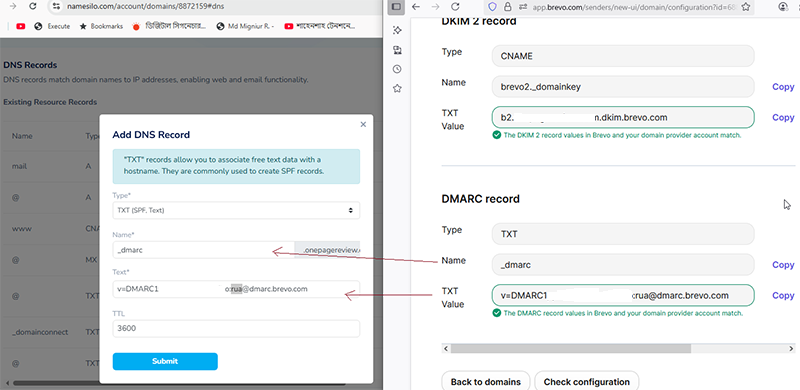 namesilo.com/account/domains/8872159#dns
YouTube
Execute
Bookmarks
ডিজিটাল সিগনেচার...
Md Migniur R. -
শাহেনশাহ টেনশনে...
DNS Records
DNS records match domain names to IP addresses, enabling web and email functionality.
Existing Resource Records
Name
mail
A
@
A
www
CNA
@
MX
@
TXT
_domainconnect
TXT
@
TXT
Add DNS Record
"TXT" records allow you to associate free text data with a
hostname. They are commonly used to create SPF records.
Type*
TXT (SPF, Text)
Name*
_dmarc
.onepagereview.
Text*
v=DMARC1
o:rua@dmarc.brevo.com
TTL
3600
Submit
app.brevo.com/senders/new-ui/domain/configuration?id=68
DKIM 2 record
Type
CNAME
Name
brevo2._domainkey
Copy
TXT
Value
b2.
m.dkim.brevo.com
Copy
The DKIM 2 record values in Brevo and your domain provider account match.
DMARC record
Type
TXT
Name
_dmarc
Copy
TXT
Value
v=DMARC1
rua@dmarc.brevo.com
Copy
The DMARC record values in Brevo and your domain provider account match.
Back to domains
Check configuration